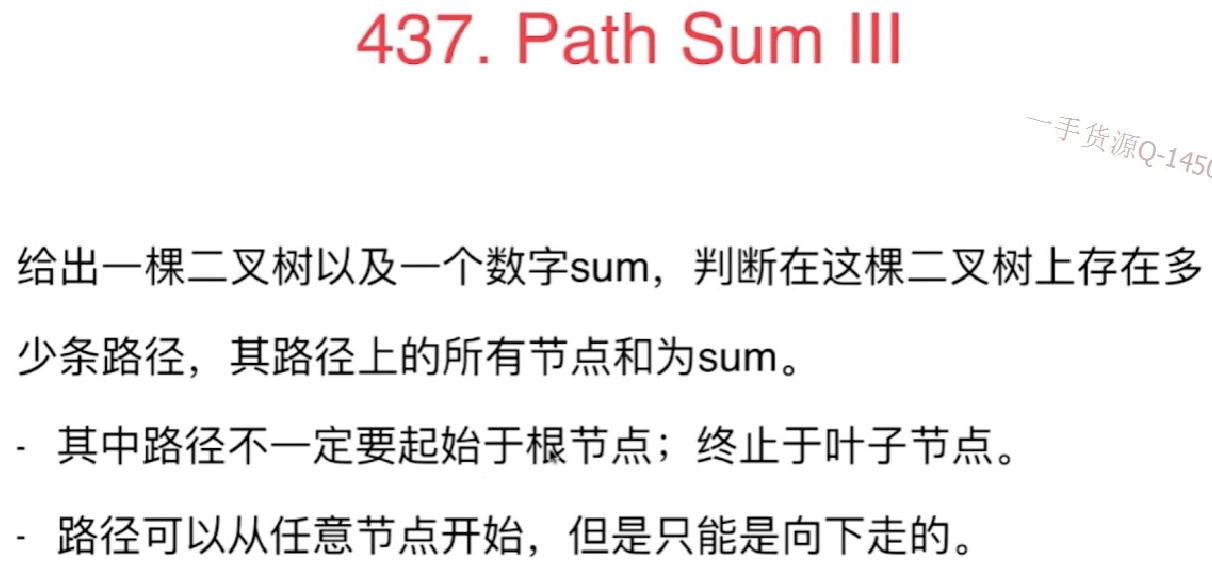 437. Path Sum III
一手货源Q-1450
给出一棵二叉树以及一个数字sum，判断在这棵二叉树上存在多
少条路径，其路径上的所有节点和为sum。
- 其中路径不一定要起始于根节点；终止于叶子节点。
- 路径可以从任意节点开始，但是只能是向下走的。